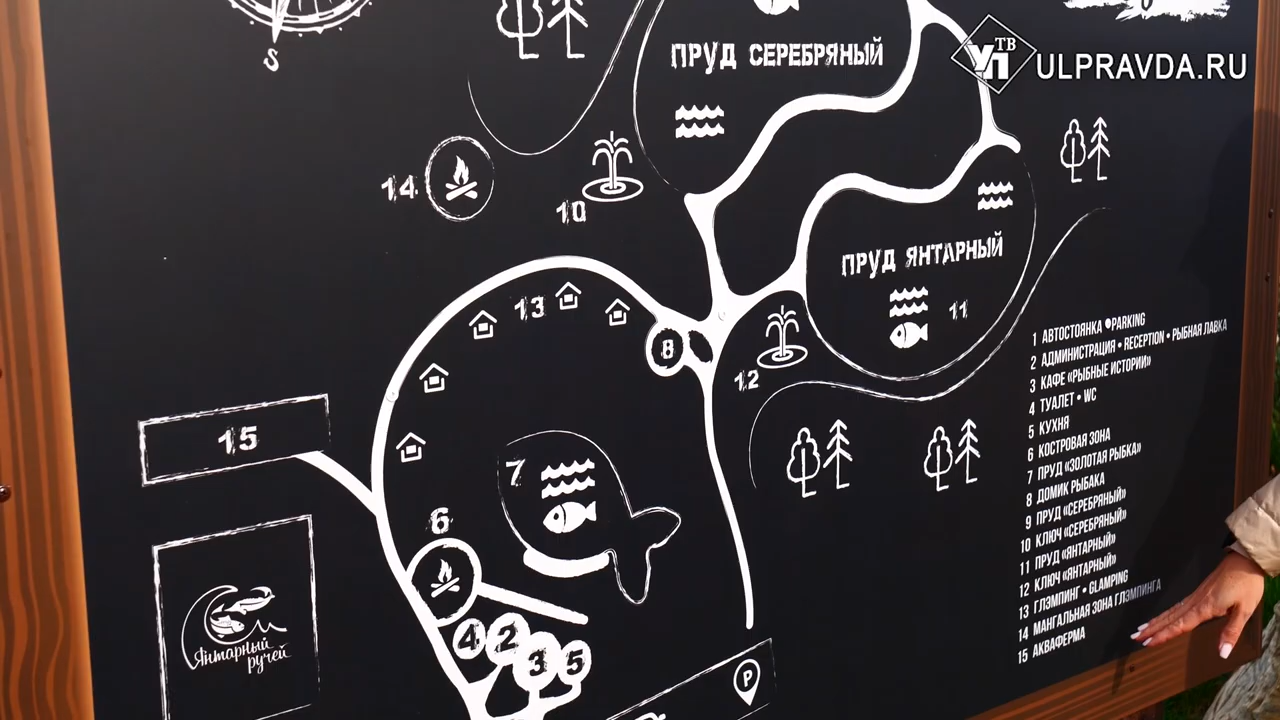 S
ПРУД СЕРЕБРЯНЫЙ
УП ТВ ULPRAVDA.RU
14
10
ПРУД ЯНТАРНЫЙ
13
11
8
12
15
7
6
4 2 3 5
Янтарный
ручей
P
1 АВТОСТОЯНКА • PARKING
2 АДМИНИСТРАЦИЯ • RECEPTION • РЫБНАЯ ЛАВКА
3 КАФЕ «РЫБНЫЕ ИСТОРИИ»
4 ТУАЛЕТ • WC
5 КУХНЯ
6 КОСТРОВАЯ ЗОНА
7 ПРУД «ЗОЛОТАЯ РЫБКА»
8 ДОМИК РЫБАКА
9 ПРУД «СЕРЕБРЯНЫЙ»
10 КЛЮЧ «СЕРЕБРЯНЫЙ»
11 ПРУД «ЯНТАРНЫЙ»
12 КЛЮЧ «ЯНТАРНЫЙ»
13 ГЛЭМПИНГ • GLAMPING
14 МАНГАЛЬНАЯ ЗОНА ГЛЭМПИНГА
15 АКВАФЕРМА